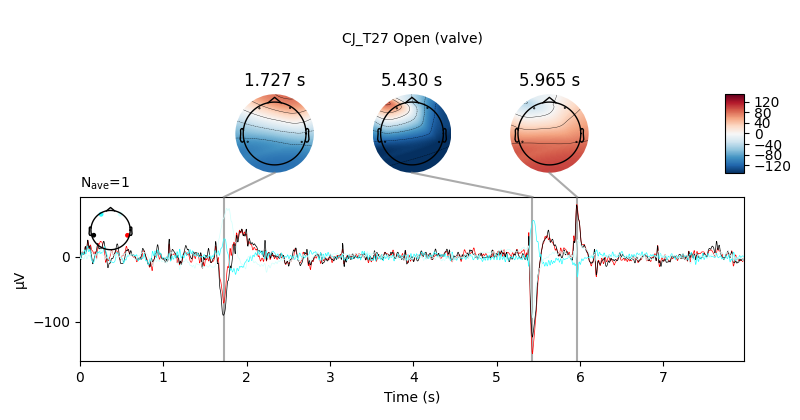 CJ_T27 Open (valve)
1.727 s
5.430 s
5.965 s
120
80
40
0
−40
−80
−120
Nave=1
0
−100
µV
0 1 2 3 4 5 6 7
Time (s)